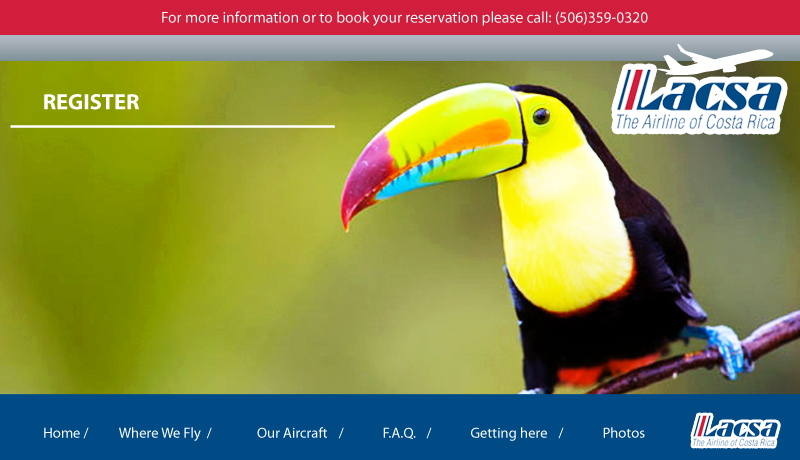 For more information or to book your reservation please call: (506)359-0320
Lacsa
The Airline of Costa Rica
REGISTER
Home / Where We Fly / Our Aircraft / F.A.Q. / Getting here / Photos
Lacsa
The Airline of Costa Rica